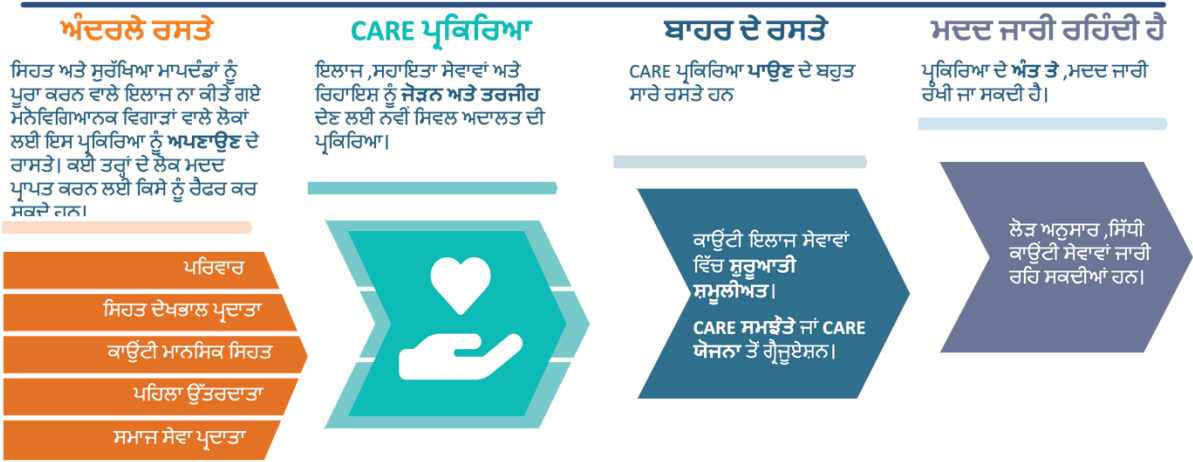 ਅੰਦਰਲੇ ਰਸਤੇ
ਸਿਹਤ ਅਤੇ ਸੁਰੱਖਿਆ ਮਾਪਦੰਡਾਂ ਨੂੰ
ਪੂਰਾ ਕਰਨ ਵਾਲੇ ਇਲਾਜ ਨਾ ਕੀਤੇ ਗਏ
ਮਨੋਵਿਗਿਆਨਕ ਵਿਗਾੜਾਂ ਵਾਲੇ ਲੋਕਾਂ
ਲਈ ਇਸ ਪ੍ਰਕਿਰਿਆ ਨੂੰ ਅਪਣਾਉਣ ਦੇ
ਰਾਸਤੇ। ਕਈ ਤਰ੍ਹਾਂ ਦੇ ਲੋਕ ਮਦਦ
ਪ੍ਰਾਪਤ ਕਰਨ ਲਈ ਕਿਸੇ ਨੂੰ ਰੈਫਰ ਕਰ
ਸਕਦੇ ਹਨ।
ਪਰਿਵਾਰ
ਸਿਹਤ ਦੇਖਭਾਲ ਪ੍ਰਦਾਤਾ
ਕਾਉਂਟੀ ਮਾਨਸਿਕ ਸਿਹਤ
ਪਹਿਲਾ ਉੱਤਰਦਾਤਾ
ਸਮਾਜ ਸੇਵਾ ਪ੍ਰਦਾਤਾ
CARE ਪ੍ਰਕਿਰਿਆ
ਇਲਾਜ ,ਸਹਾਇਤਾ ਸੇਵਾਵਾਂ ਅਤੇ
ਰਿਹਾਇਸ਼ ਨੂੰ ਜੋੜਨ ਅਤੇ ਤਰਜੀਹ
ਦੇਣ ਲਈ ਨਵੀਂ ਸਿਵਲ ਅਦਾਲਤ ਦੀ
ਪ੍ਰਕਿਰਿਆ।
ਬਾਹਰ ਦੇ ਰਸਤੇ
CARE ਪ੍ਰਕਿਰਿਆ ਪਾਉਣ ਦੇ ਬਹੁਤ
ਸਾਰੇ ਰਸਤੇ ਹਨ
ਕਾਉਂਟੀ ਇਲਾਜ ਸੇਵਾਵਾਂ
ਵਿੱਚ ਸ਼ੁਰੂਆਤੀ
ਸ਼ਮੂਲੀਅਤ।
CARE ਸਮਝੌਤੇ ਜਾਂ CARE
ਯੋਜਨਾ ਤੋਂ ਗ੍ਰੈਜੂਏਸ਼ਨ।
ਮਦਦ ਜਾਰੀ ਰਹਿੰਦੀ ਹੈ
ਪ੍ਰਕਿਰਿਆ ਦੇ ਅੰਤ ਤੇ ,ਮਦਦ ਜਾਰੀ
ਰੱਖੀ ਜਾ ਸਕਦੀ ਹੈ।
ਲੋੜ ਅਨੁਸਾਰ ,ਸਿੱਧੀ
ਕਾਉਂਟੀ ਸੇਵਾਵਾਂ ਜਾਰੀ
ਰਹਿ ਸਕਦੀਆਂ ਹਨ।